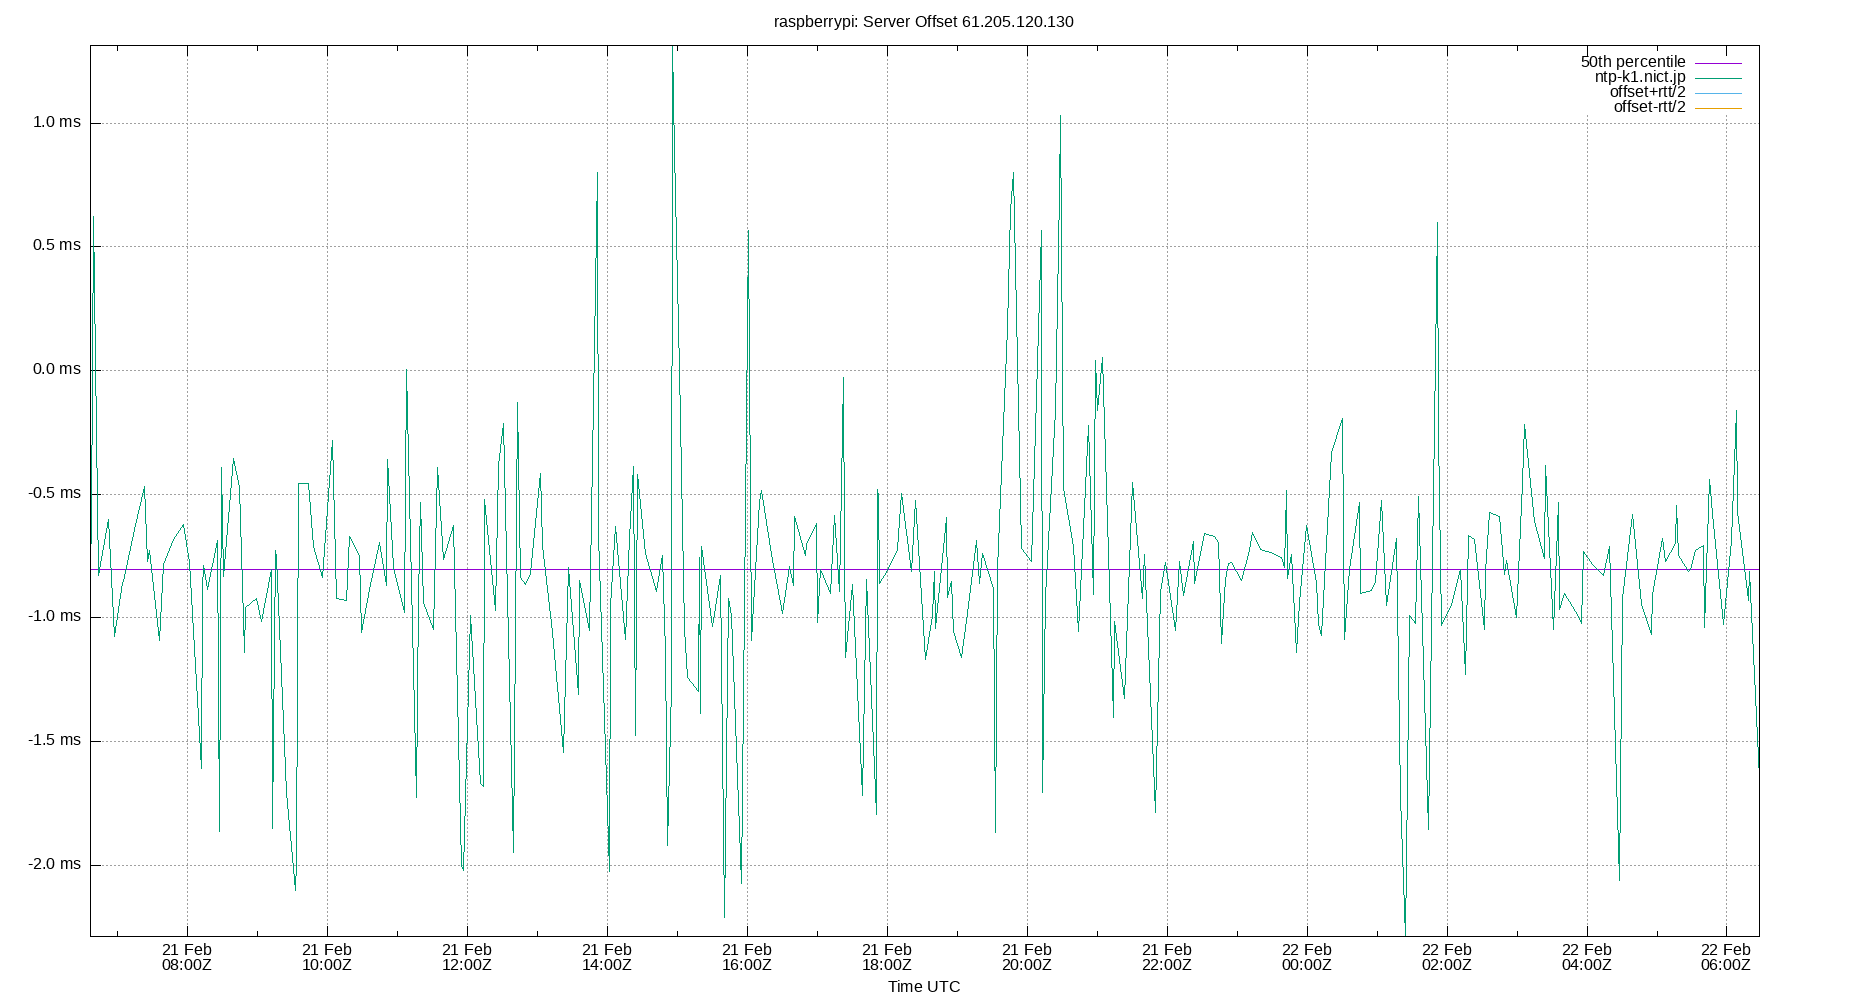 raspberrypi: Server Offset 61.205.120.130
50th percentile
ntp-k1.nict.jp
offset+rtt/2
offset-rtt/2
1.0 ms
0.5 ms
0.0 ms
-0.5 ms
-1.0 ms
-1.5 ms
-2.0 ms
21 Feb 21 Feb 21 Feb 21 Feb 21 Feb 21 Feb 21 Feb 21 Feb 22 Feb 22 Feb 22 Feb 22 Feb
08:00Z 10:00Z 12:00Z 14:00Z 16:00Z 18:00Z 20:00Z 22:00Z 00:00Z 02:00Z 04:00Z 06:00Z
Time UTC